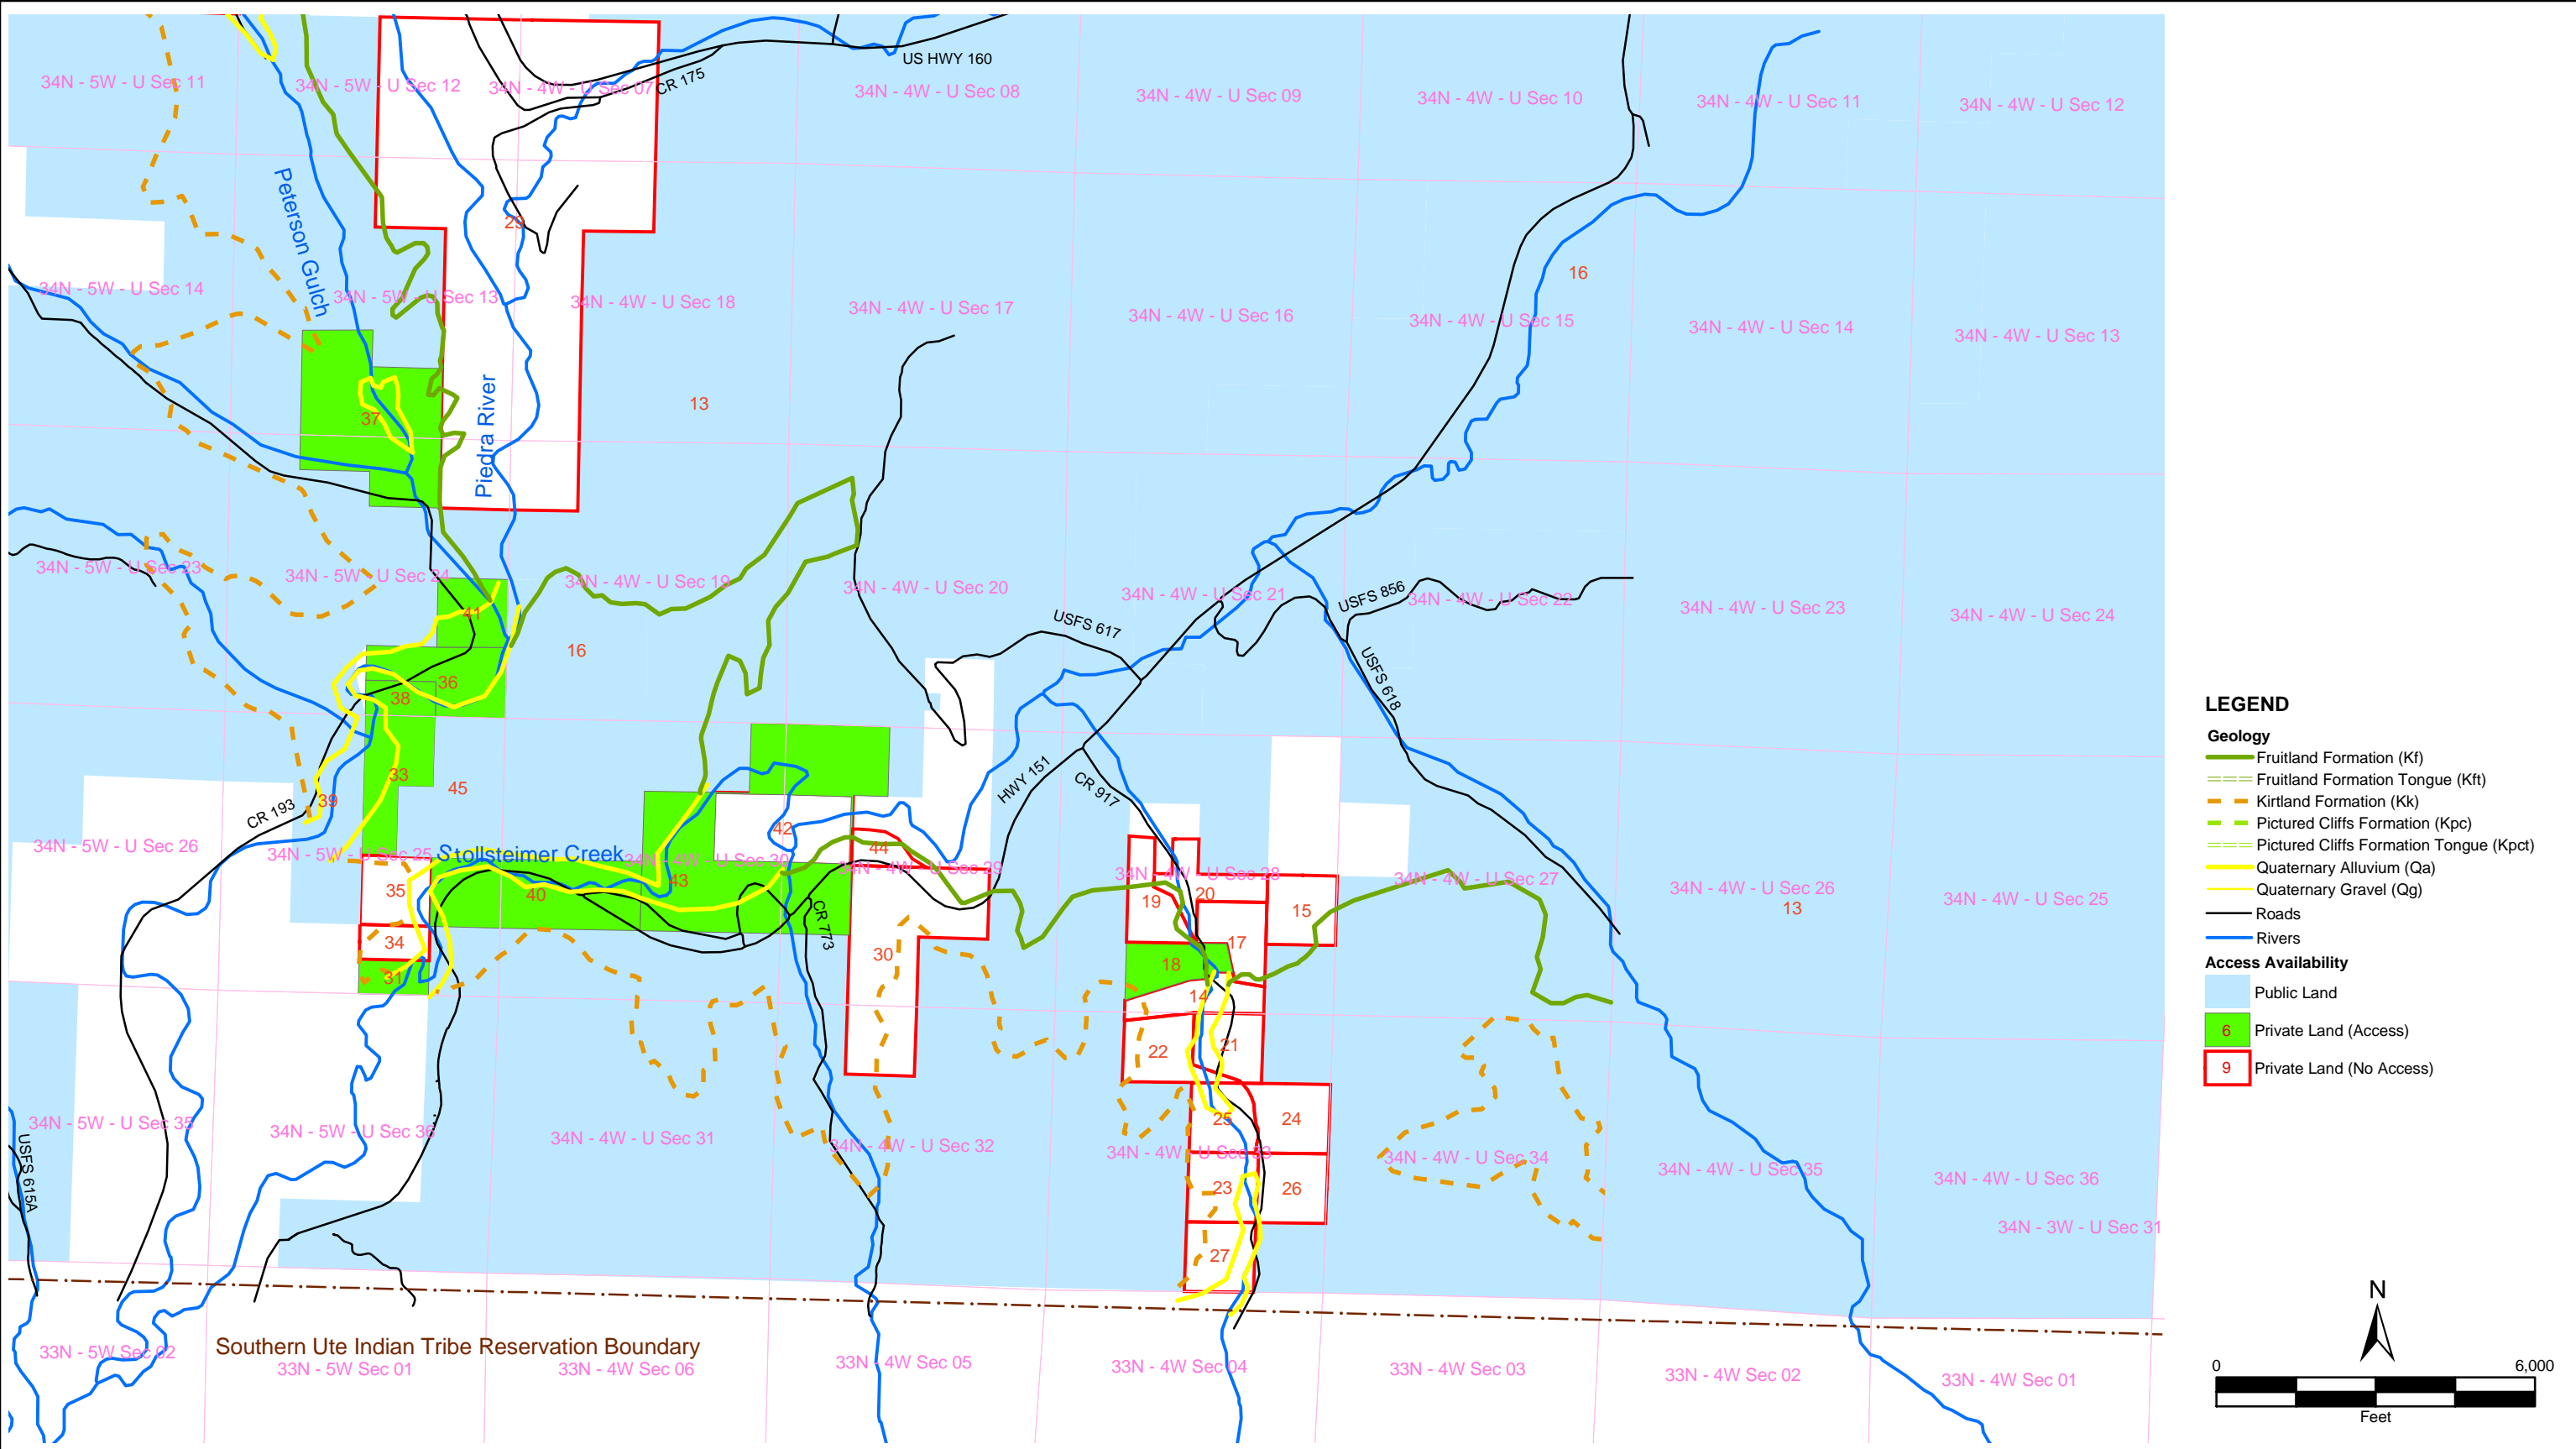 US HWY 160
CR 175
34N - 5W - U Sec 11
34N - 5W - U Sec 12
34N - 4W - U Sec 07
34N - 4W - U Sec 08
34N - 4W - U Sec 09
34N - 4W - U Sec 10
34N - 4W - U Sec 11
34N - 4W - U Sec 12
Peterson Gulch
29
16
34N - 5W - U Sec 14
34N - 5W - U Sec 13
34N - 4W - U Sec 18
34N - 4W - U Sec 17
34N - 4W - U Sec 16
34N - 4W - U Sec 15
34N - 4W - U Sec 14
34N - 4W - U Sec 13
37
Piedra River
13
34N - 5W - U Sec 23
34N - 5W - U Sec 24
34N - 4W - U Sec 19
34N - 4W - U Sec 20
34N - 4W - U Sec 21
34N - 4W - U Sec 22
34N - 4W - U Sec 23
34N - 4W - U Sec 24
USFS 856
USFS 617
USFS 618
41
16
36
38
33
45
39
CR 193
HWY 151
CR 917
42
44
34N - 5W - U Sec 26
34N - 5W - U Sec 25
Stollsteimer Creek
34N - 4W - U Sec 30
34N - 4W - U Sec 29
34N - 4W - U Sec 28
34N - 4W - U Sec 27
34N - 4W - U Sec 26
34N - 4W - U Sec 25
13
35
40
43
CR 773
20
19
15
17
34
30
31
18
14
22
21
25
24
34N - 5W - U Sec 35
34N - 5W - U Sec 36
34N - 4W - U Sec 31
34N - 4W - U Sec 32
34N - 4W - U Sec 33
34N - 4W - U Sec 34
34N - 4W - U Sec 35
34N - 4W - U Sec 36
USFS 615A
23
26
34N - 3W - U Sec 31
27
Southern Ute Indian Tribe Reservation Boundary
33N - 5W Sec 02
33N - 5W Sec 01
33N - 4W Sec 06
33N - 4W Sec 05
33N - 4W Sec 04
33N - 4W Sec 03
33N - 4W Sec 02
33N - 4W Sec 01
LEGEND
Geology
Fruitland Formation (Kf)
Fruitland Formation Tongue (Kft)
Kirtland Formation (Kk)
Pictured Cliffs Formation (Kpc)
Pictured Cliffs Formation Tongue (Kpct)
Quaternary Alluvium (Qa)
Quaternary Gravel (Qg)
Roads
Rivers
Access Availability
Public Land
6 Private Land (Access)
9 Private Land (No Access)
N
0 6,000
Feet